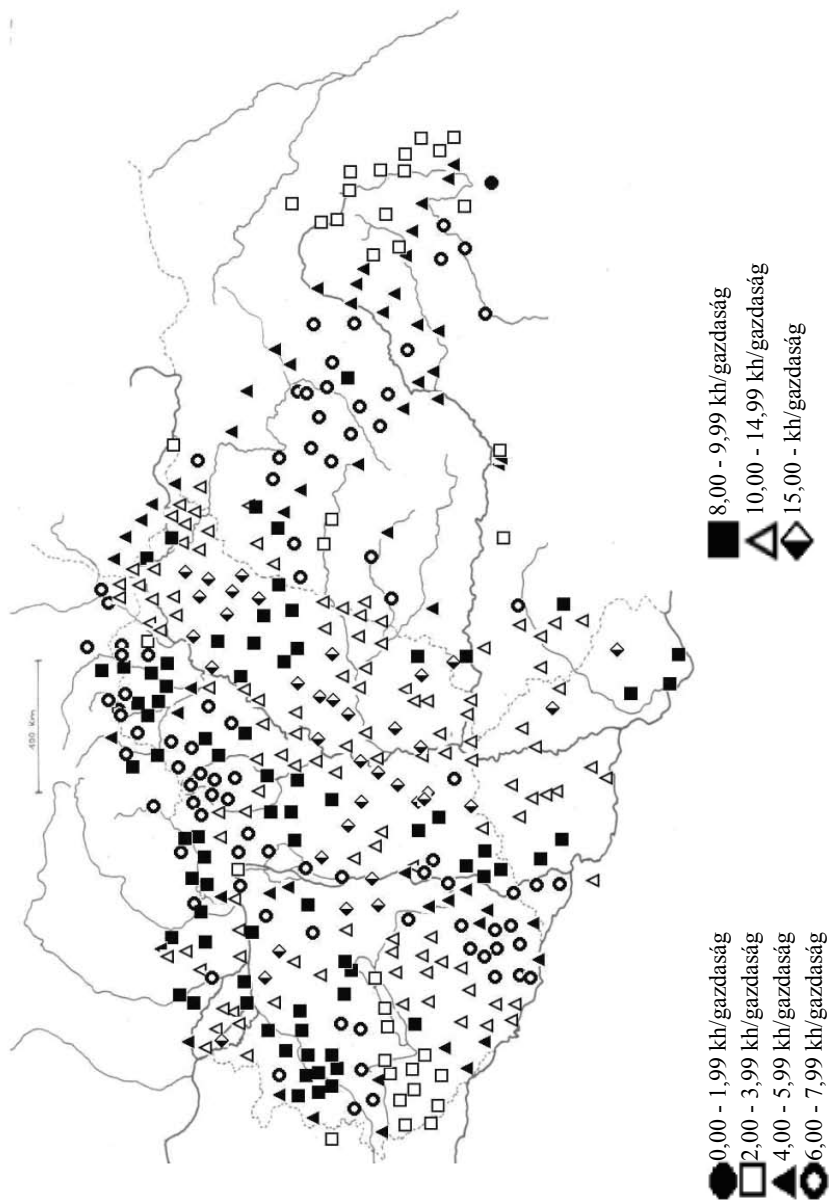 100 Km
0,00 - 1,99 kh/gazdaság
2,00 - 3,99 kh/gazdaság
4,00 - 5,99 kh/gazdaság
6,00 - 7,99 kh/gazdaság
8,00 - 9,99 kh/gazdaság
10,00 - 14,99 kh/gazdaság
15,00 - kh/gazdaság